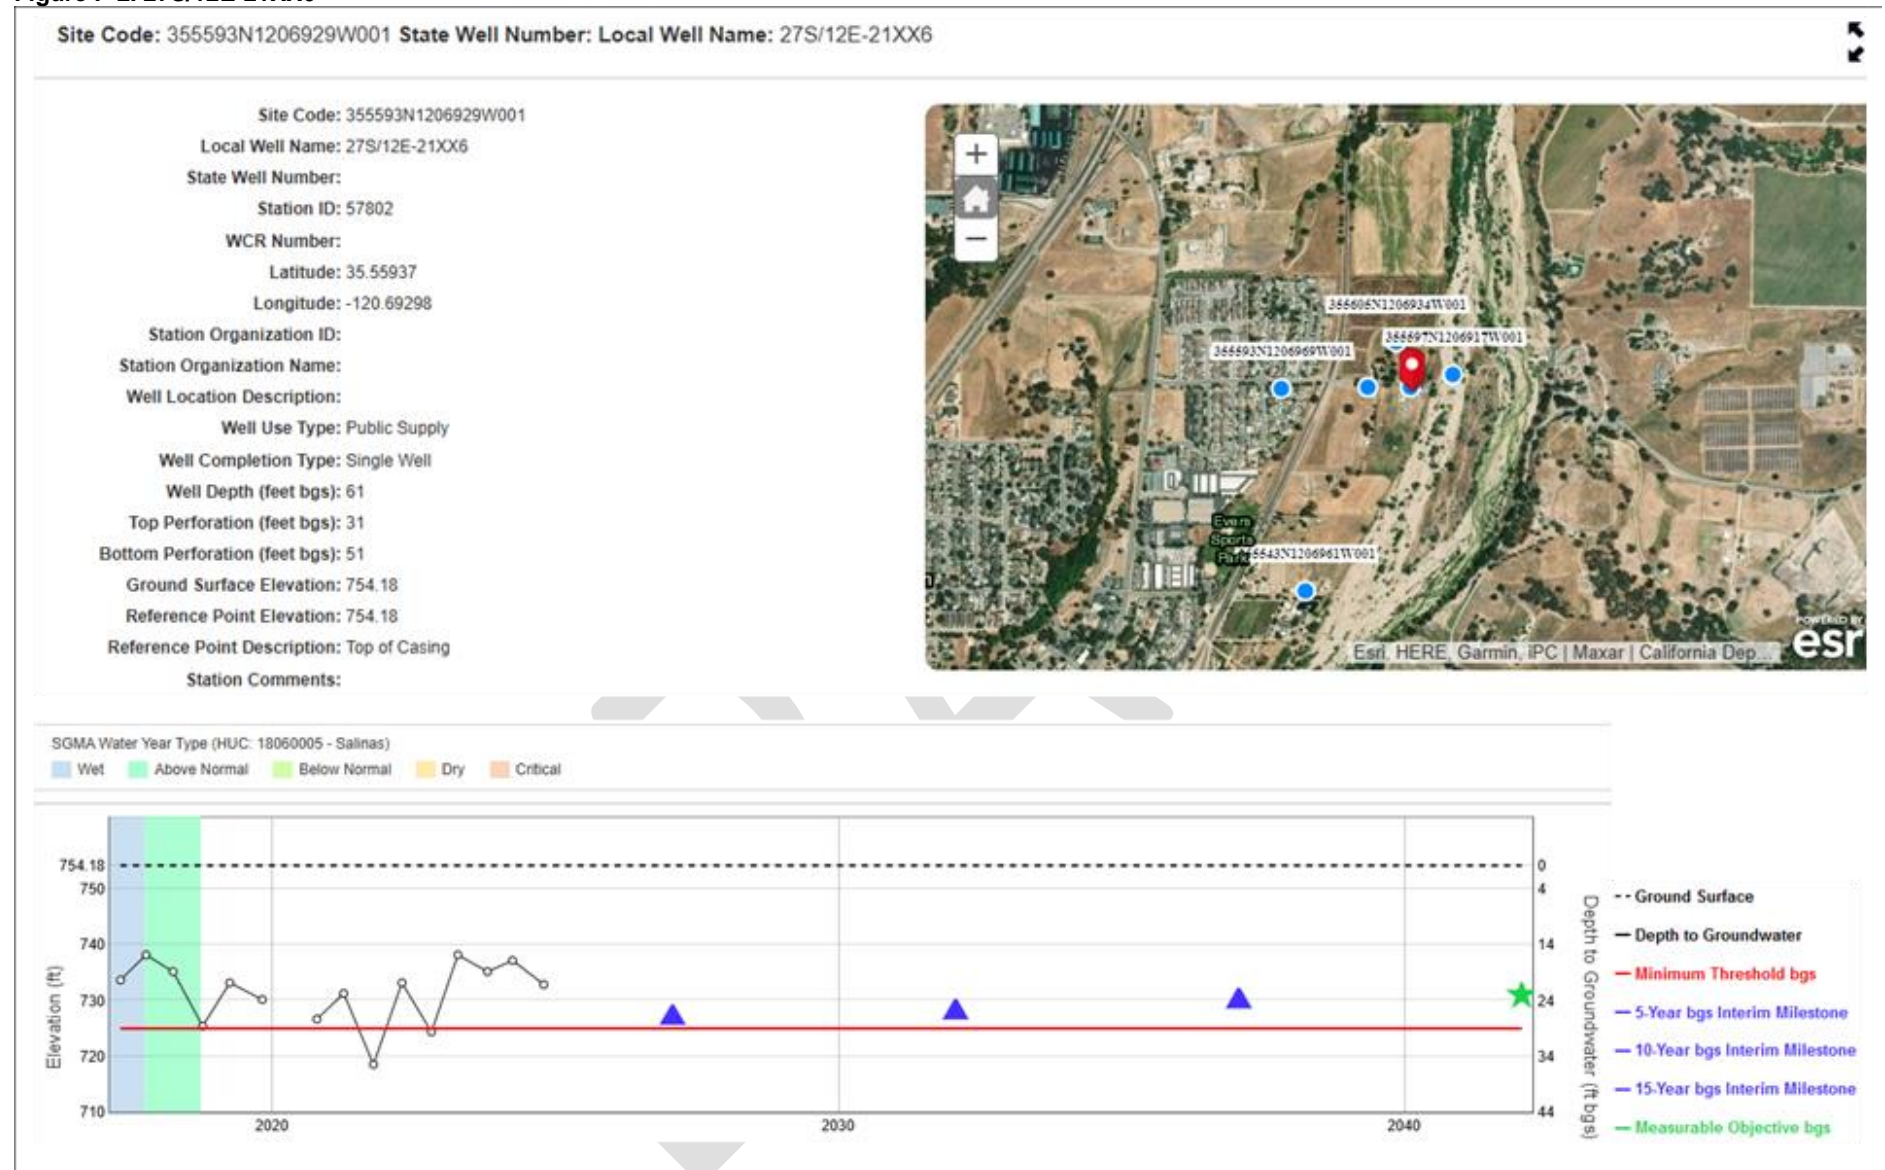 Site Code: 355593N1206929W001 State Well Number: Local Well Name: 27S/12E-21XX6
Site Code: 355593N1206929W001
Local Well Name: 27S/12E-21XX6
State Well Number:
Station ID: 57802
WCR Number:
Latitude: 35.55937
Longitude: -120.69298
Station Organization ID:
Station Organization Name:
Well Location Description:
Well Use Type: Public Supply
Well Completion Type: Single Well
Well Depth (feet bgs): 61
Top Perforation (feet bgs): 31
Bottom Perforation (feet bgs): 51
Ground Surface Elevation: 754.18
Reference Point Elevation: 754.18
Reference Point Description: Top of Casing
Station Comments:
+
−
355605N1206934W001
355597N1206917W001
355593N1206969W001
Evers
Sports
Park
5543N1206961W001
POWERED BY
esri
Esri, HERE, Garmin, iPC | Maxar | California Dep...
SGMA Water Year Type (HUC: 18060005 - Salinas)
Wet Above Normal Below Normal Dry Critical
754.18
750
740
730
720
710
Elevation (ft)
2020 2030 2040
0
4
14
24
34
44
Depth to Groundwater (ft bgs)
Ground Surface
Depth to Groundwater
Minimum Threshold bgs
5-Year bgs Interim Milestone
10-Year bgs Interim Milestone
15-Year bgs Interim Milestone
Measurable Objective bgs